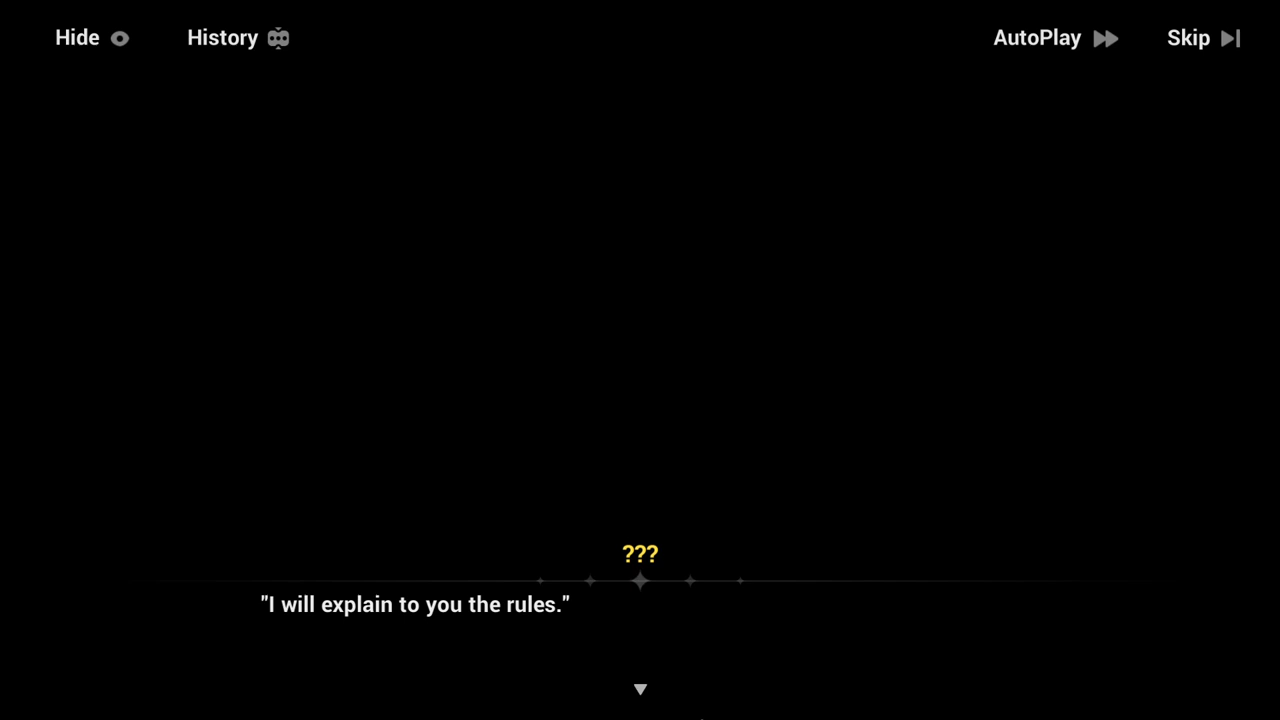 Hide
History
AutoPlay
Skip
???
"I will explain to you the rules."